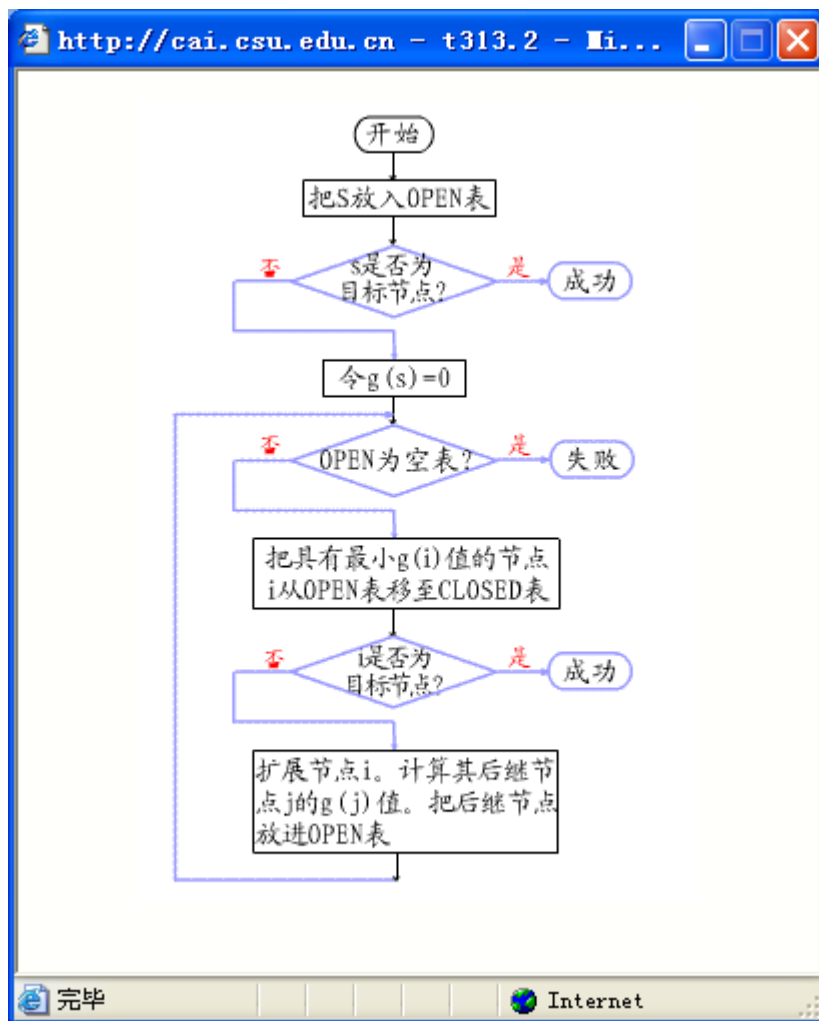 http://cai.csu.edu.cn - t313.2 - Mi...
开始
把S放入OPEN表
否
s是否为
目标节点?
是
成功
令g(s)=0
否
OPEN为空表?
是
失败
把具有最小g(i)值的节点
i从OPEN表移至CLOSED表
否
i是否为
目标节点?
是
成功
扩展节点i。计算其后继节
点j的g(j)值。把后继节点
放进OPEN表
完毕
Internet